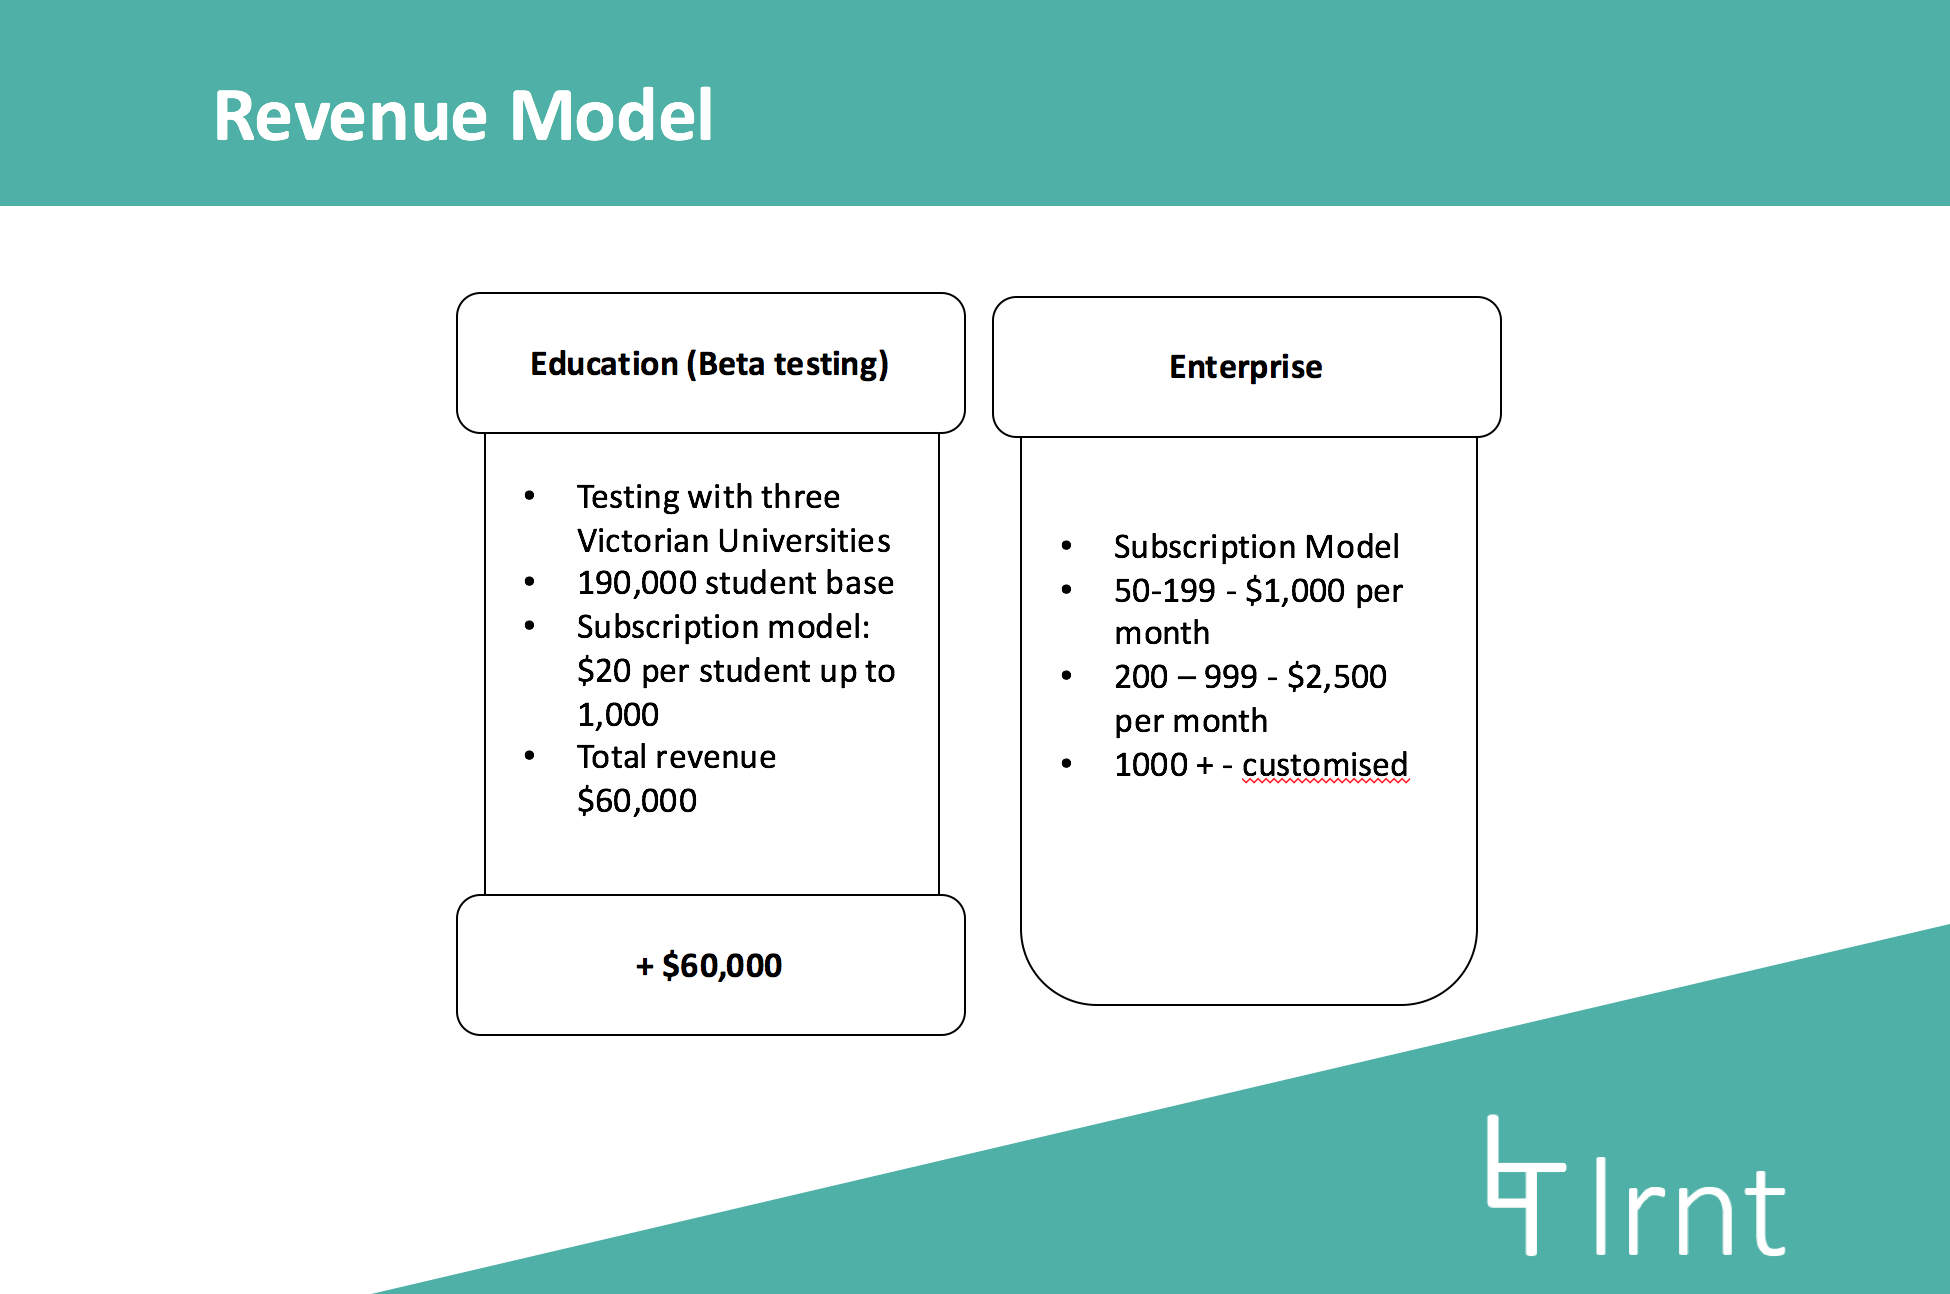 Revenue Model
Education (Beta testing)
• Testing with three
Victorian Universities
• 190,000 student base
• Subscription model:
$20 per student up to
1,000
• Total revenue
$60,000
+ $60,000
Enterprise
• Subscription Model
• 50-199 - $1,000 per
month
• 200 – 999 - $2,500
per month
• 1000 + - customised
LT lrnt